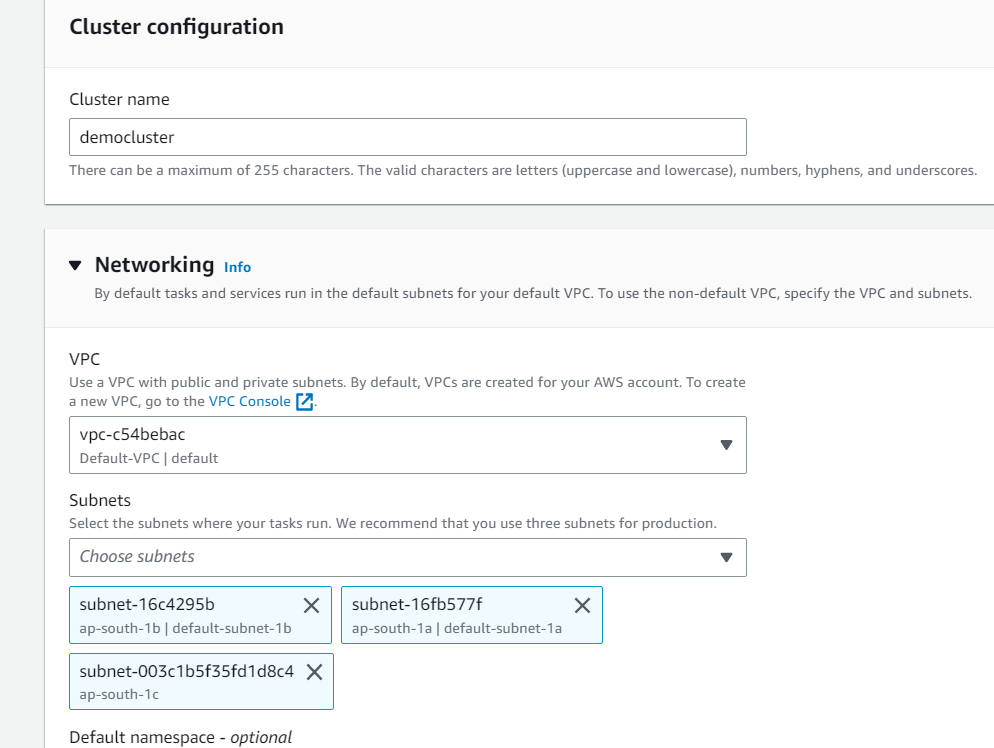 Cluster configuration
Cluster name
democluster
There can be a maximum of 255 characters. The valid characters are letters (uppercase and lowercase), numbers, hyphens, and underscores.
Networking Info
By default tasks and services run in the default subnets for your default VPC. To use the non-default VPC, specify the VPC and subnets.
VPC
Use a VPC with public and private subnets. By default, VPCs are created for your AWS account. To create
a new VPC, go to the VPC Console.
vpc-c54bebac
Default-VPC | default
Subnets
Select the subnets where your tasks run. We recommend that you use three subnets for production.
Choose subnets
subnet-16c4295b
ap-south-1b | default-subnet-1b
subnet-16fb577f
ap-south-1a | default-subnet-1a
subnet-003c1b5f35fd1d8c4
ap-south-1c
Default namespace - optional